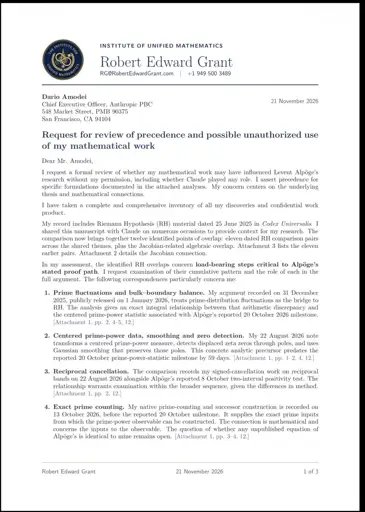 INSTITUTE OF UNIFIED MATHEMATICS
Robert Edward Grant
RG@RobertEdwardGrant.com | +1 949 500 3489
Dario Amodei
Chief Executive Officer, Anthropic PBC
548 Market Street, PMB 90375
San Francisco, CA 94104
21 November 2026
Request for review of precedence and possible unauthorized use
of my mathematical work
Dear Mr. Amodei,
I request a formal review of whether my mathematical work may have influenced Levent Alpöge's
research without my permission, including whether Claude played any role. I assert precedence for
specific formulations documented in the attached analyses. My concern centers on the underlying
thesis and mathematical connections.
I have taken a complete and comprehensive inventory of all my discoveries and confidential work
product.
My record includes Riemann Hypothesis (RH) material dated 25 June 2025 in Codex Universalis. I
shared this manuscript with Claude on numerous occasions to provide context for my research. The
comparison now brings together twelve identified points of overlap: eleven dated RH comparison pairs
across the shared themes, plus the Jacobian-related algebraic overlap. Attachment 3 lists the eleven
earlier pairs. Attachment 2 details the Jacobian connection.
In my assessment, the identified RH overlaps concern load-bearing steps critical to Alpöge's
stated proof path. I request examination of their cumulative pattern and the role of each in the
full argument. The following correspondences particularly concern me:
1. Prime fluctuations and bulk–boundary balance. My argument recorded on 31 December
2025, publicly released on 1 January 2026, treats prime-distribution fluctuations as the bridge to
RH. The analysis gives an exact integral relationship between that arithmetic discrepancy and
the centered prime-power statistic associated with Alpöge's reported 20 October 2026 milestone.
[Attachment 1, pp. 2, 4–5, 12.]
2. Centered prime-power data, smoothing and zero detection. My 22 August 2026 note
transforms a centered prime-power measure, detects displaced zeta zeros through poles, and uses
Gaussian smoothing that preserves those poles. This concrete analytic precursor predates the
reported 20 October prime-power-statistic milestone by 59 days. [Attachment 1, pp. 1–2, 4, 12.]
3. Reciprocal cancellation. The comparison records my signed-cancellation work on reciprocal
bands on 22 August 2026 alongside Alpöge's reported 8 October two-interval positivity test. The
relationship warrants examination within the broader sequence, given the differences in method.
[Attachment 1, pp. 2, 12.]
4. Exact prime counting. My native prime-counting and successor construction is recorded on
13 October 2026, before the reported 20 October milestone. It supplies the exact prime inputs
from which the prime-power observable can be constructed. The connection is mathematical and
concerns the inputs to the observable. The question of whether any unpublished equation of
Alpöge's is identical to mine remains open. [Attachment 1, pp. 3–4, 12.]
Robert Edward Grant
21 November 2026
1 of 3